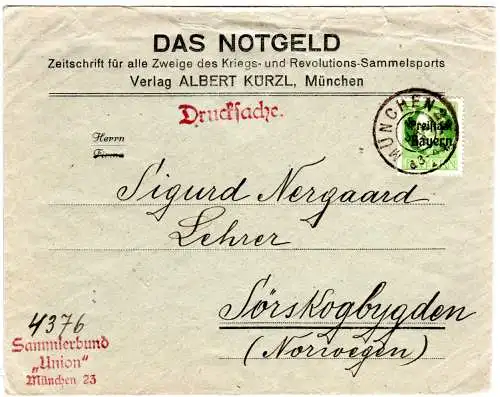 DAS NOTGELD
Zeitschrift für alle Zweige des Kriegs- und Revolutions-Sammelsports
Verlag ALBERT KÜRZL, München
Drucksache.
MÜNCHEN
Freistaat
Bayern
Herrn
Firma
Sigurd Nergaard
Lehrer
Sörskogbygden
(Norwegen)
4376
Sammlerbund
„Union"
München 23